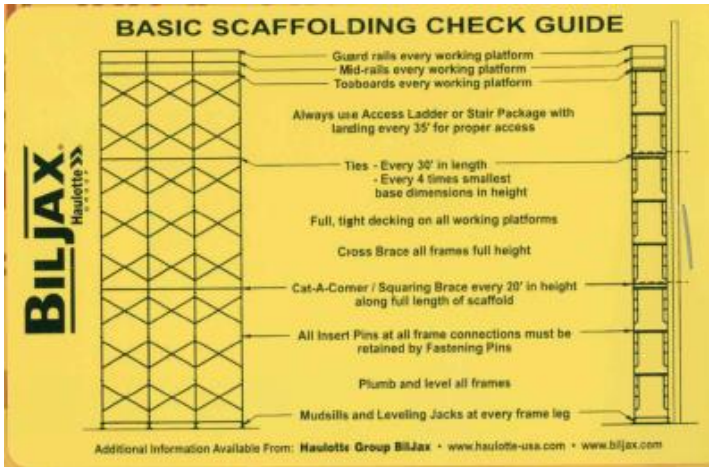 BASIC SCAFFOLDING CHECK GUIDE
Guard rails every working platform
Mid-rails every working platform
Toeboards every working platform
Always use Access Ladder or Stair Package with
landing every 35' for proper access
Ties - Every 30' in length
- Every 4 times smallest
base dimensions in height
Full, tight decking on all working platforms
Cross Brace all frames full height
Cat-A-Corner / Squaring Brace every 20' in height
along full length of scaffold
All Insert Pins at all frame connections must be
retained by Fastening Pins
Plumb and level all frames
Mudsills and Leveling Jacks at every frame leg
BILJAX®
Haulotte >>
GROUP
Additional Information Available From: Haulotte Group BilJax • www.haulotte-usa.com • www.biljax.com